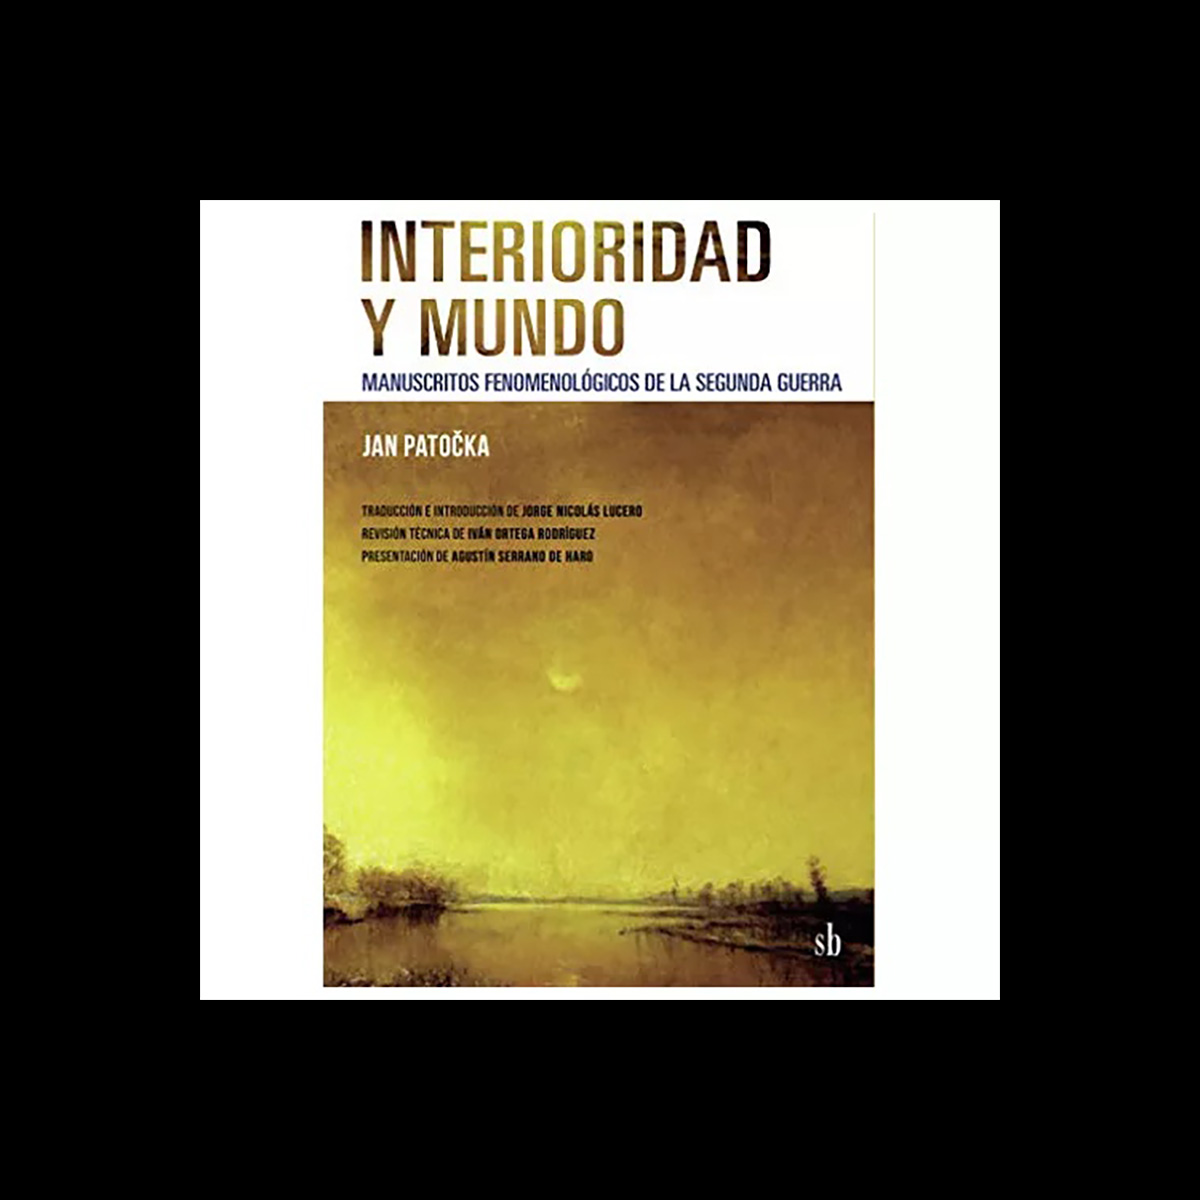 INTERIORIDAD
Y MUNDO
MANUSCRITOS FENOMENOLÓGICOS DE LA SEGUNDA GUERRA
JAN PATOČKA
TRADUCCIÓN E INTRODUCCIÓN DE JORGE NICOLÁS LUCERO
REVISIÓN TÉCNICA DE IVÁN ORTEGA RODRÍGUEZ
PRESENTACIÓN DE AGUSTÍN SERRANO DE HARO
sb